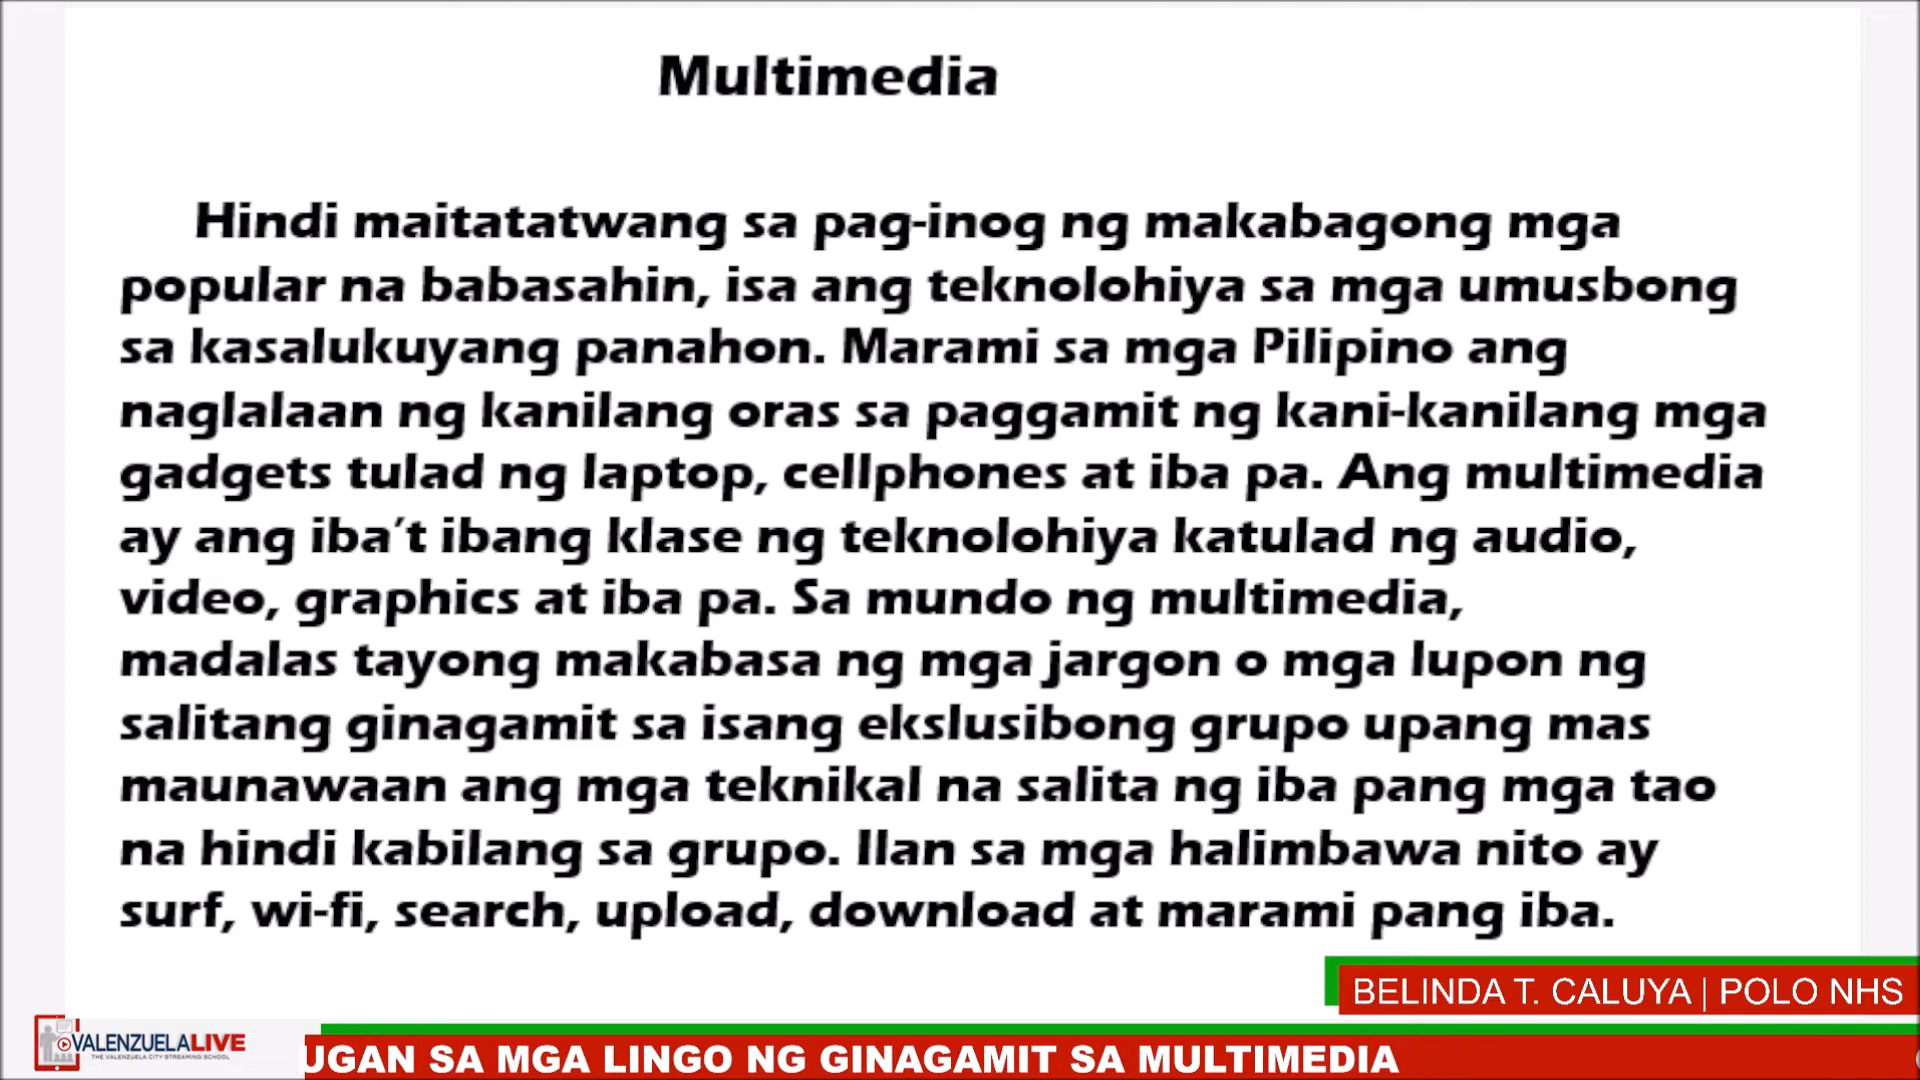 Multimedia
Hindi maitatatwang sa pag-inog ng makabagong mga
popular na babasahin, isa ang teknolohiya sa mga umusbong
sa kasalukuyang panahon. Marami sa mga Pilipino ang
naglalaan ng kanilang oras sa paggamit ng kani-kanilang mga
gadgets tulad ng laptop, cellphones at iba pa. Ang multimedia
ay ang iba't ibang klase ng teknolohiya katulad ng audio,
video, graphics at iba pa. Sa mundo ng multimedia,
madalas tayong makabasa ng mga jargon o mga lupon ng
salitang ginagamit sa isang ekslusibong grupo upang mas
maunawaan ang mga teknikal na salita ng iba pang mga tao
na hindi kabilang sa grupo. Ilan sa mga halimbawa nito ay
surf, wi-fi, search, upload, download at marami pang iba.
BELINDA T. CALUYA | POLO NHS
VALENZUELALIVE
THE VALENZUELA CITY STREAMING SCHOOL
UGAN SA MGA LINGO NG GINAGAMIT SA MULTIMEDIA